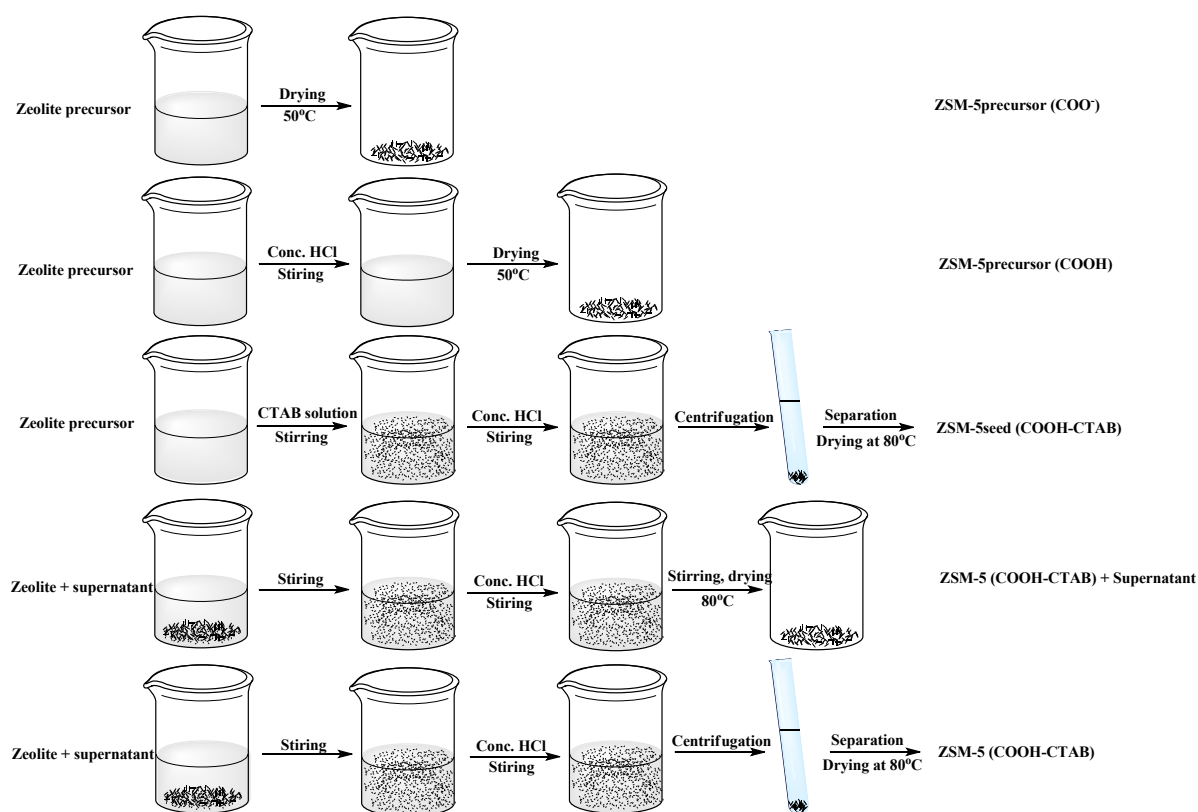 Zeolite precursor
Drying
50°C
ZSM-5precursor (COO⁻)
Zeolite precursor
Conc. HCl
Stiring
Drying
50°C
ZSM-5precursor (COOH)
Zeolite precursor
CTAB solution
Stirring
Conc. HCl
Stiring
Centrifugation
Separation
Drying at 80°C
ZSM-5seed (COOH-CTAB)
Zeolite + supernatant
Stiring
Conc. HCl
Stiring
Stirring, drying
80°C
ZSM-5 (COOH-CTAB) + Supernatant
Zeolite + supernatant
Stiring
Conc. HCl
Stiring
Centrifugation
Separation
Drying at 80°C
ZSM-5 (COOH-CTAB)